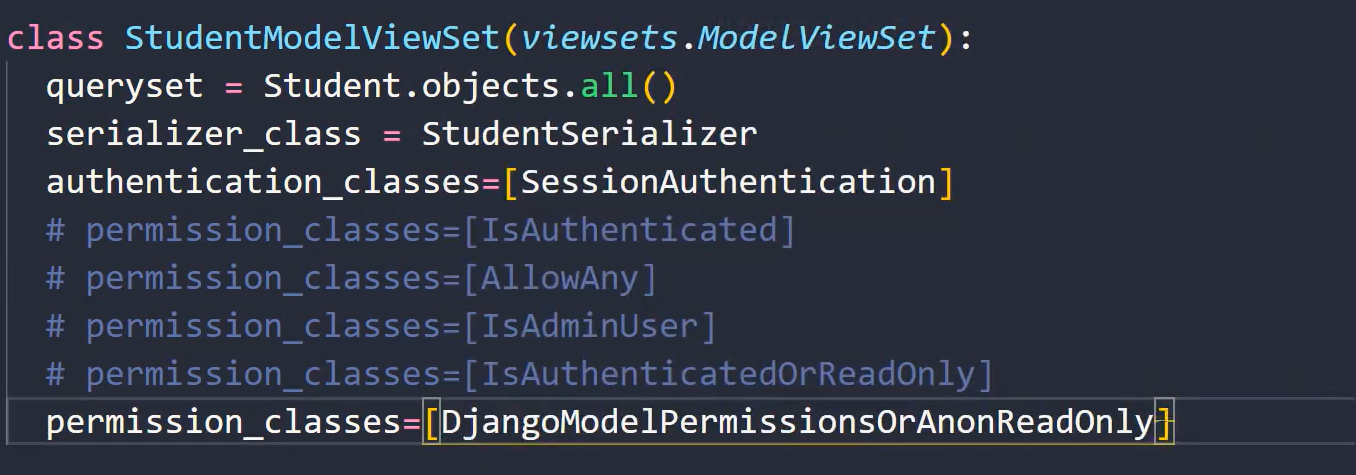 class StudentModelViewSet(viewsets.ModelViewSet):
queryset = Student.objects.all()
serializer_class = StudentSerializer
authentication_classes=[SessionAuthentication]
# permission_classes=[IsAuthenticated]
# permission_classes=[AllowAny]
# permission_classes=[IsAdminUser]
# permission_classes=[IsAuthenticatedOrReadOnly]
permission_classes=[DjangoModelPermissionsOrAnonReadOnly]